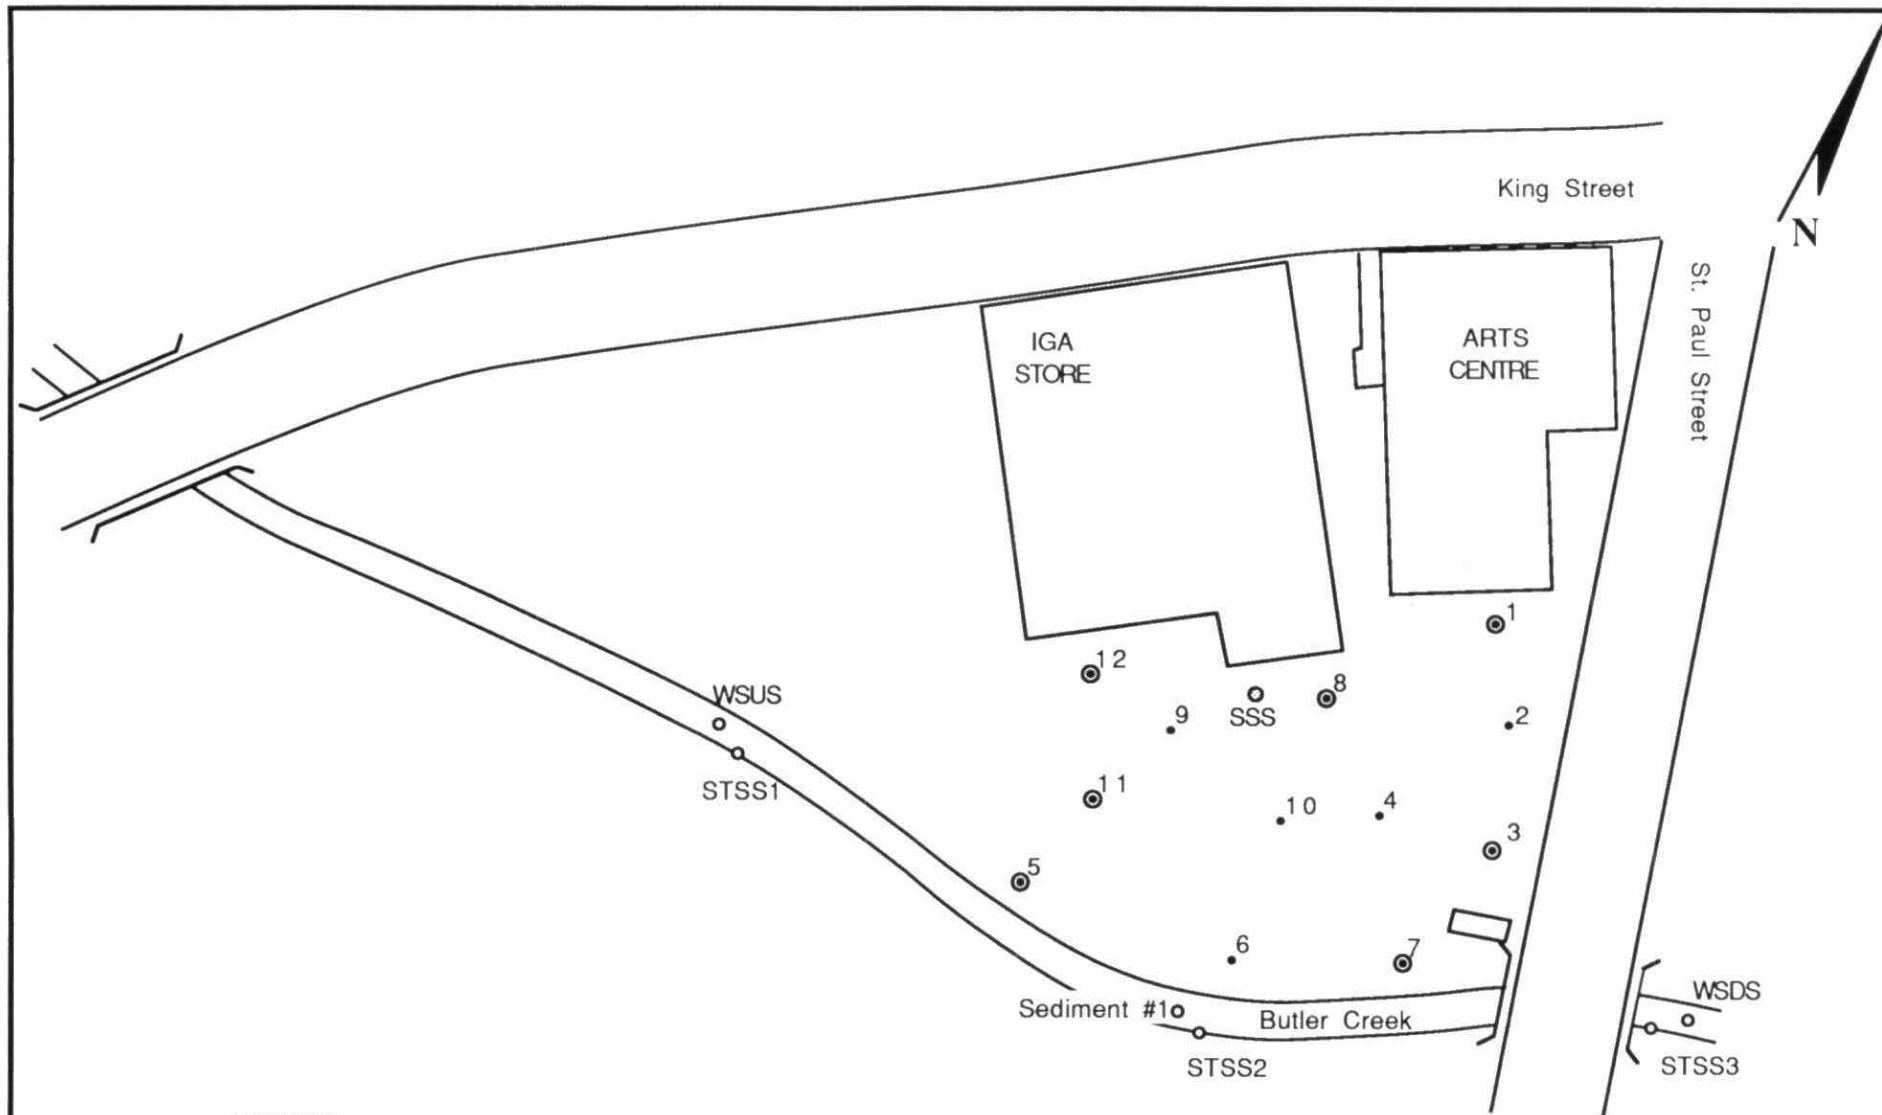 King Street
N
St. Paul Street
IGA
STORE
ARTS
CENTRE
1
12
8
WSUS
SSS
9
2
STSS1
11
10
4
3
5
6
7
WSDS
Sediment #1
Butler Creek
STSS2
STSS3